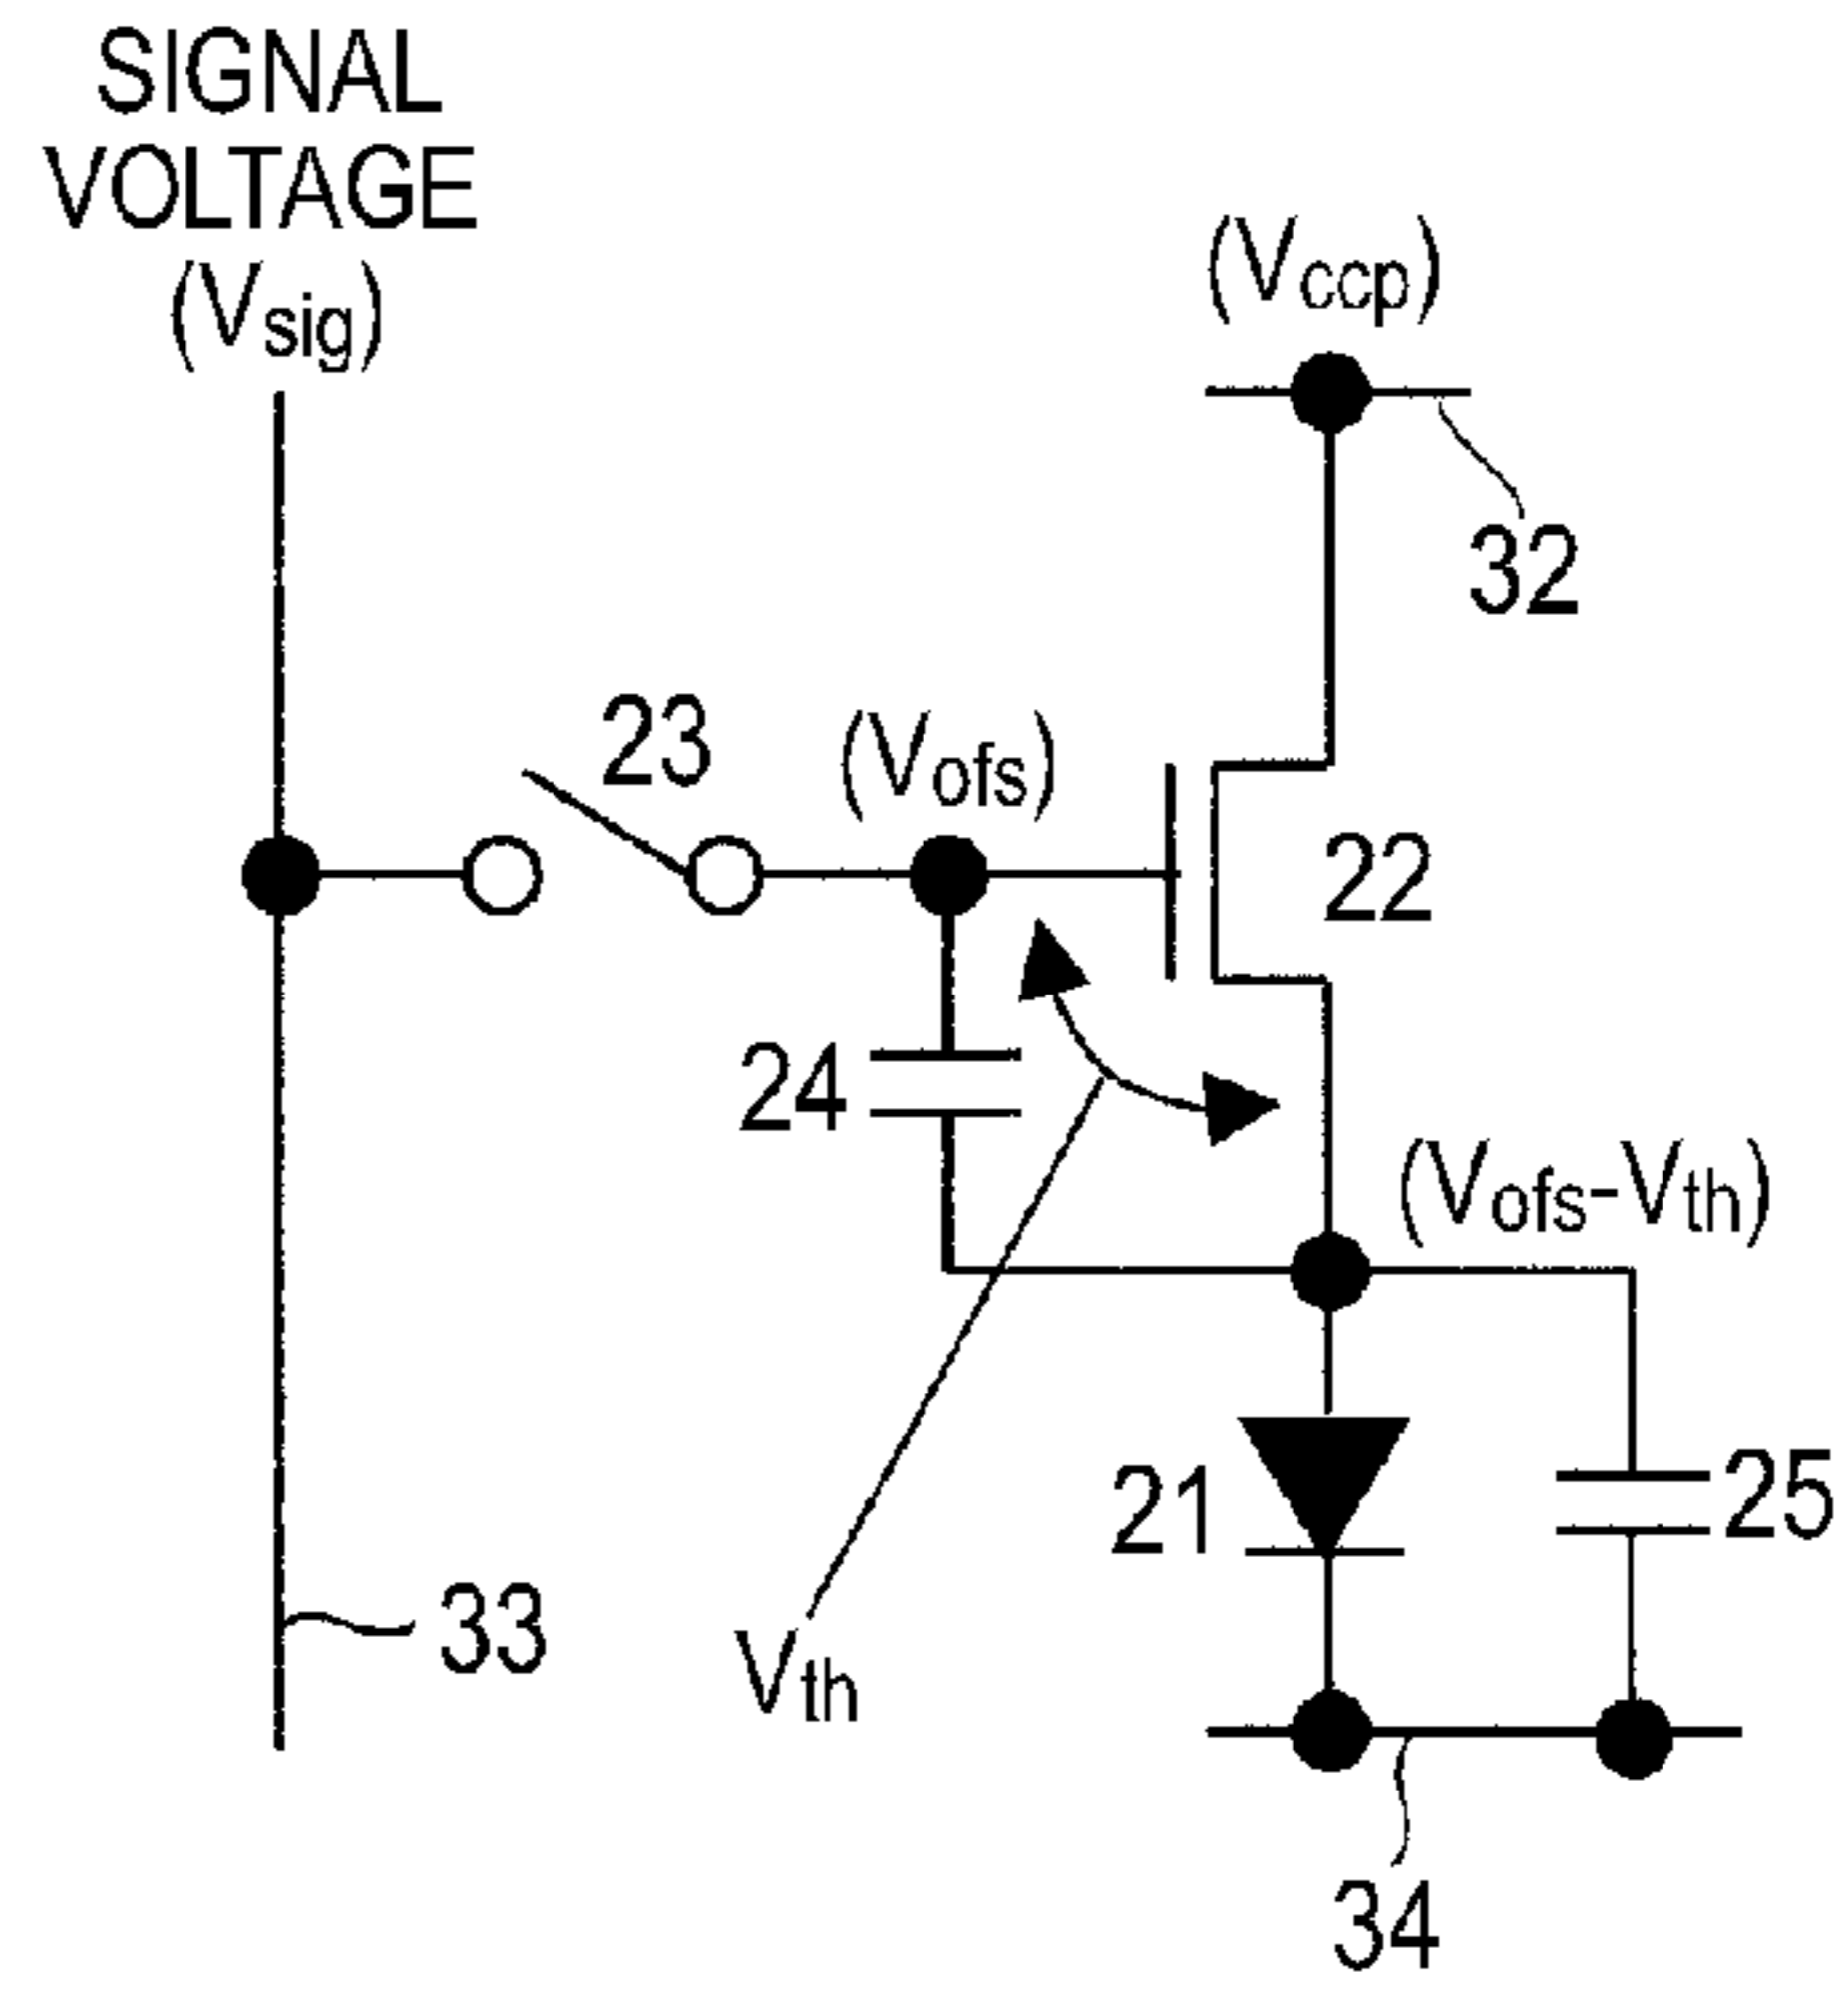 SIGNAL
VOLTAGE
(Vsig)
(Vccp)
32
23
(Vofs)
22
24
(Vofs-Vth)
21
25
33
Vth
34